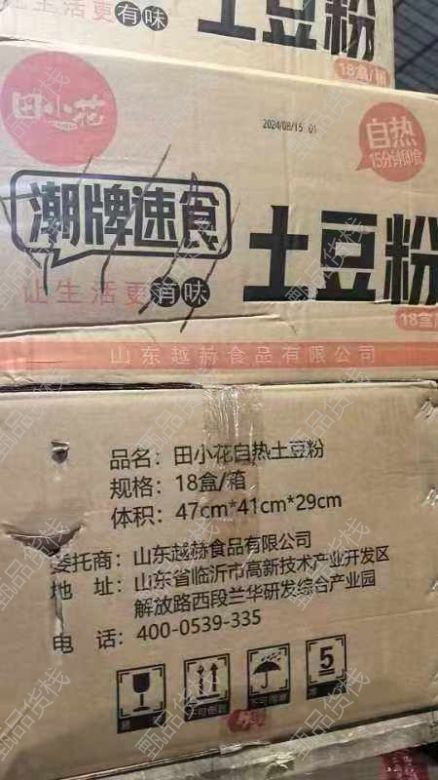 让生活更有味
土豆粉
18盒/箱
田小花
2024/08/15 01
自热
15分钟即食
潮牌速食
土豆粉
让生活更有味
18盒
山东越赫食品有限公司
品名：田小花自热土豆粉
规格：18盒/箱
体积：47cm*41cm*29cm
委托商：山东越赫食品有限公司
地 址：山东省临沂市高新技术产业开发区
解放路西段兰华研发综合产业园
电 话：400-0539-335
5
甄品货栈